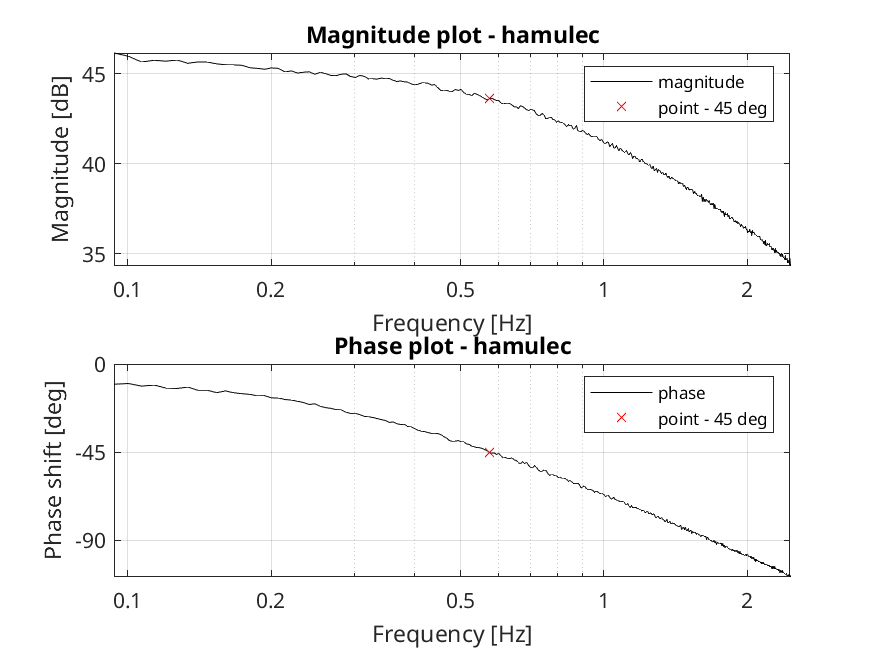 Magnitude plot - hamulec
Magnitude [dB]
45
40
35
magnitude
point - 45 deg
0.1
0.2
0.5
1
2
Frequency [Hz]
Phase plot - hamulec
Phase shift [deg]
0
-45
-90
phase
point - 45 deg
0.1
0.2
0.5
1
2
Frequency [Hz]